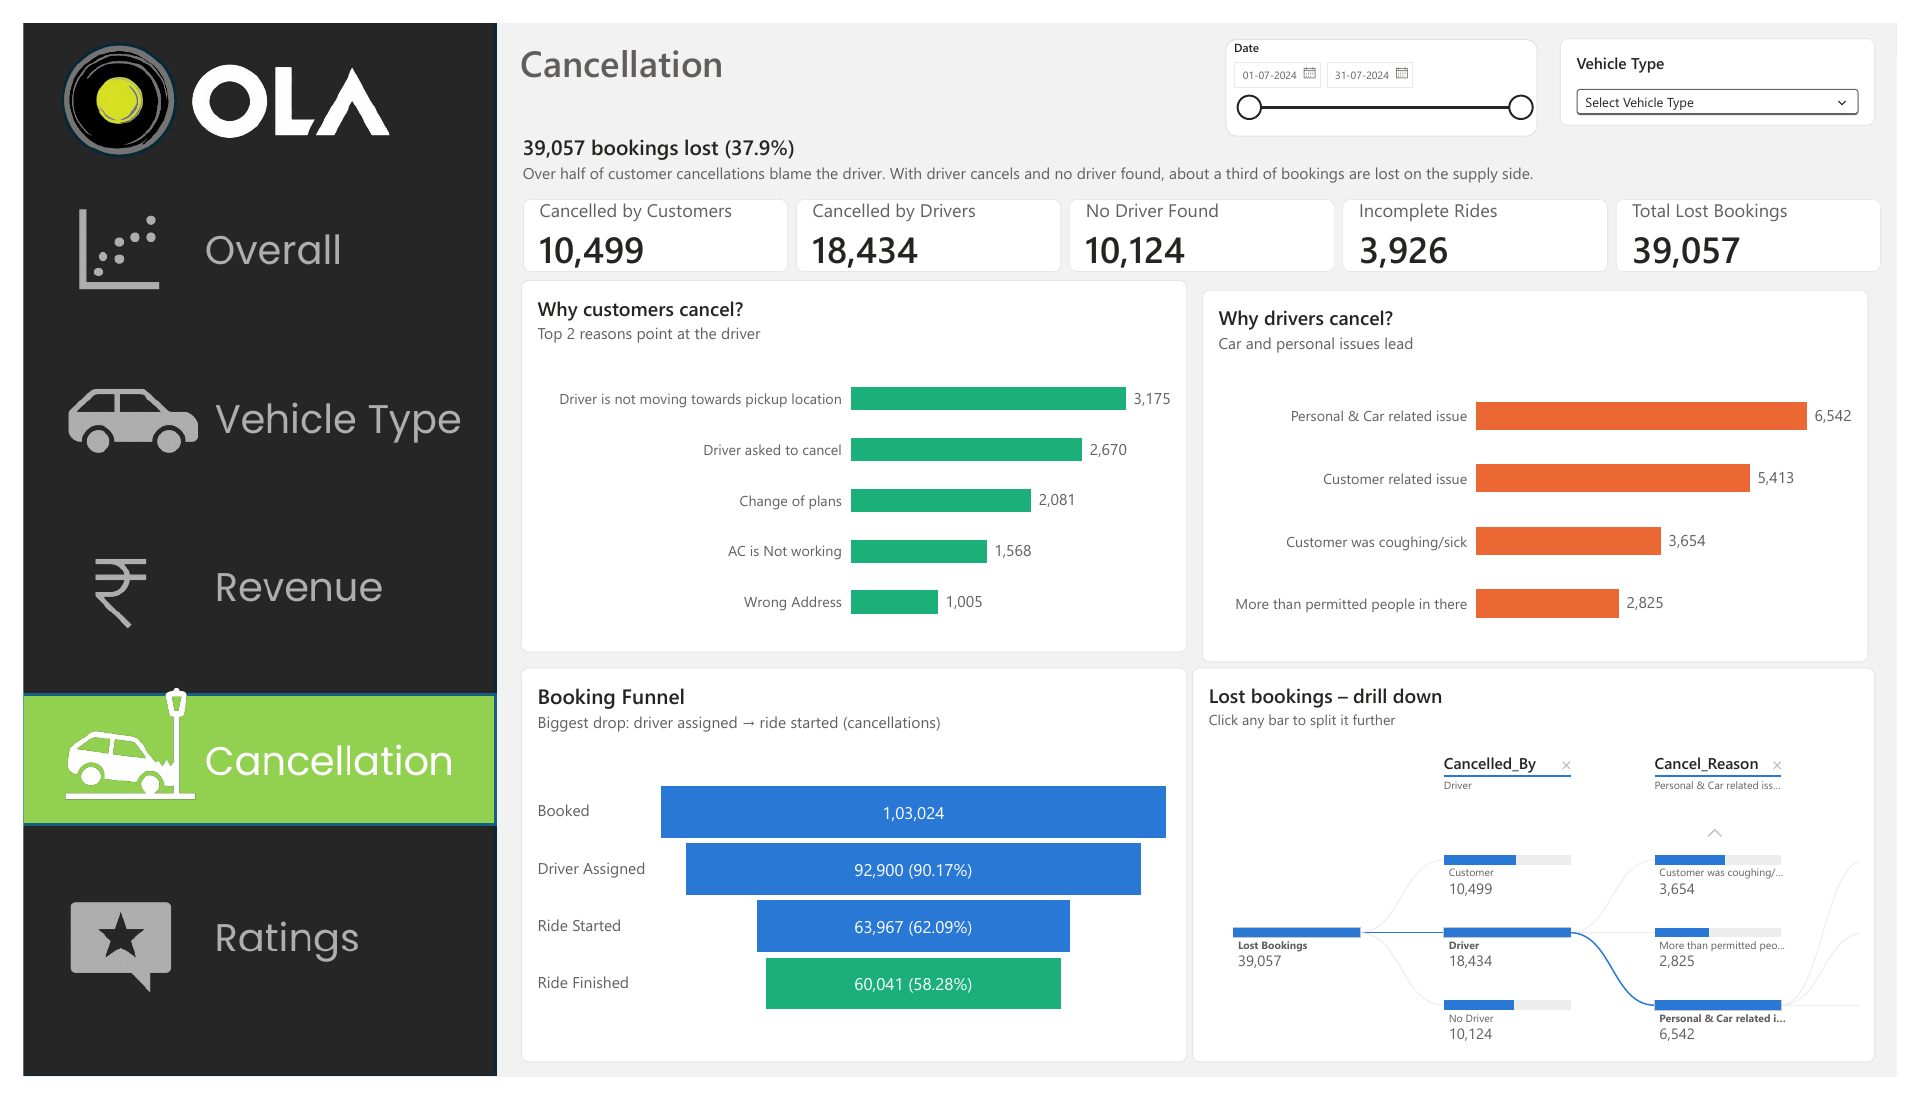 OLA
Overall
Vehicle Type
Revenue
Cancellation
Ratings
Cancellation
Date
01-07-2024
31-07-2024
Vehicle Type
Select Vehicle Type
39,057 bookings lost (37.9%)
Over half of customer cancellations blame the driver. With driver cancels and no driver found, about a third of bookings are lost on the supply side.
Cancelled by Customers
10,499
Cancelled by Drivers
18,434
No Driver Found
10,124
Incomplete Rides
3,926
Total Lost Bookings
39,057
Why customers cancel?
Top 2 reasons point at the driver
Driver is not moving towards pickup location 3,175
Driver asked to cancel 2,670
Change of plans 2,081
AC is Not working 1,568
Wrong Address 1,005
Why drivers cancel?
Car and personal issues lead
Personal & Car related issue 6,542
Customer related issue 5,413
Customer was coughing/sick 3,654
More than permitted people in there 2,825
Booking Funnel
Biggest drop: driver assigned → ride started (cancellations)
Booked 1,03,024
Driver Assigned 92,900 (90.17%)
Ride Started 63,967 (62.09%)
Ride Finished 60,041 (58.28%)
Lost bookings – drill down
Click any bar to split it further
Cancelled_By
Driver
Cancel_Reason
Personal & Car related iss...
Lost Bookings
39,057
Customer
10,499
Driver
18,434
No Driver
10,124
Customer was coughing/...
3,654
More than permitted peo...
2,825
Personal & Car related i...
6,542